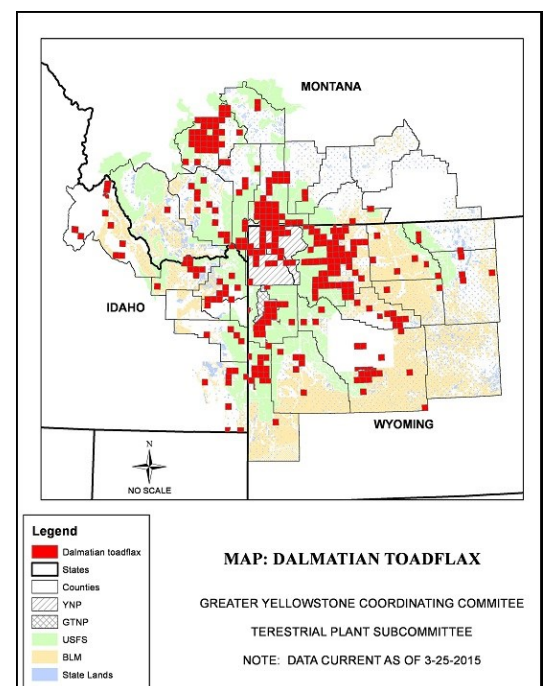 MONTANA
IDAHO
WYOMING
N
NO SCALE
Legend
Dalmatian toadflax
States
Counties
YNP
GTNP
USFS
BLM
State Lands
MAP: DALMATIAN TOADFLAX
GREATER YELLOWSTONE COORDINATING COMMITEE
TERESTRIAL PLANT SUBCOMMITTEE
NOTE: DATA CURRENT AS OF 3-25-2015